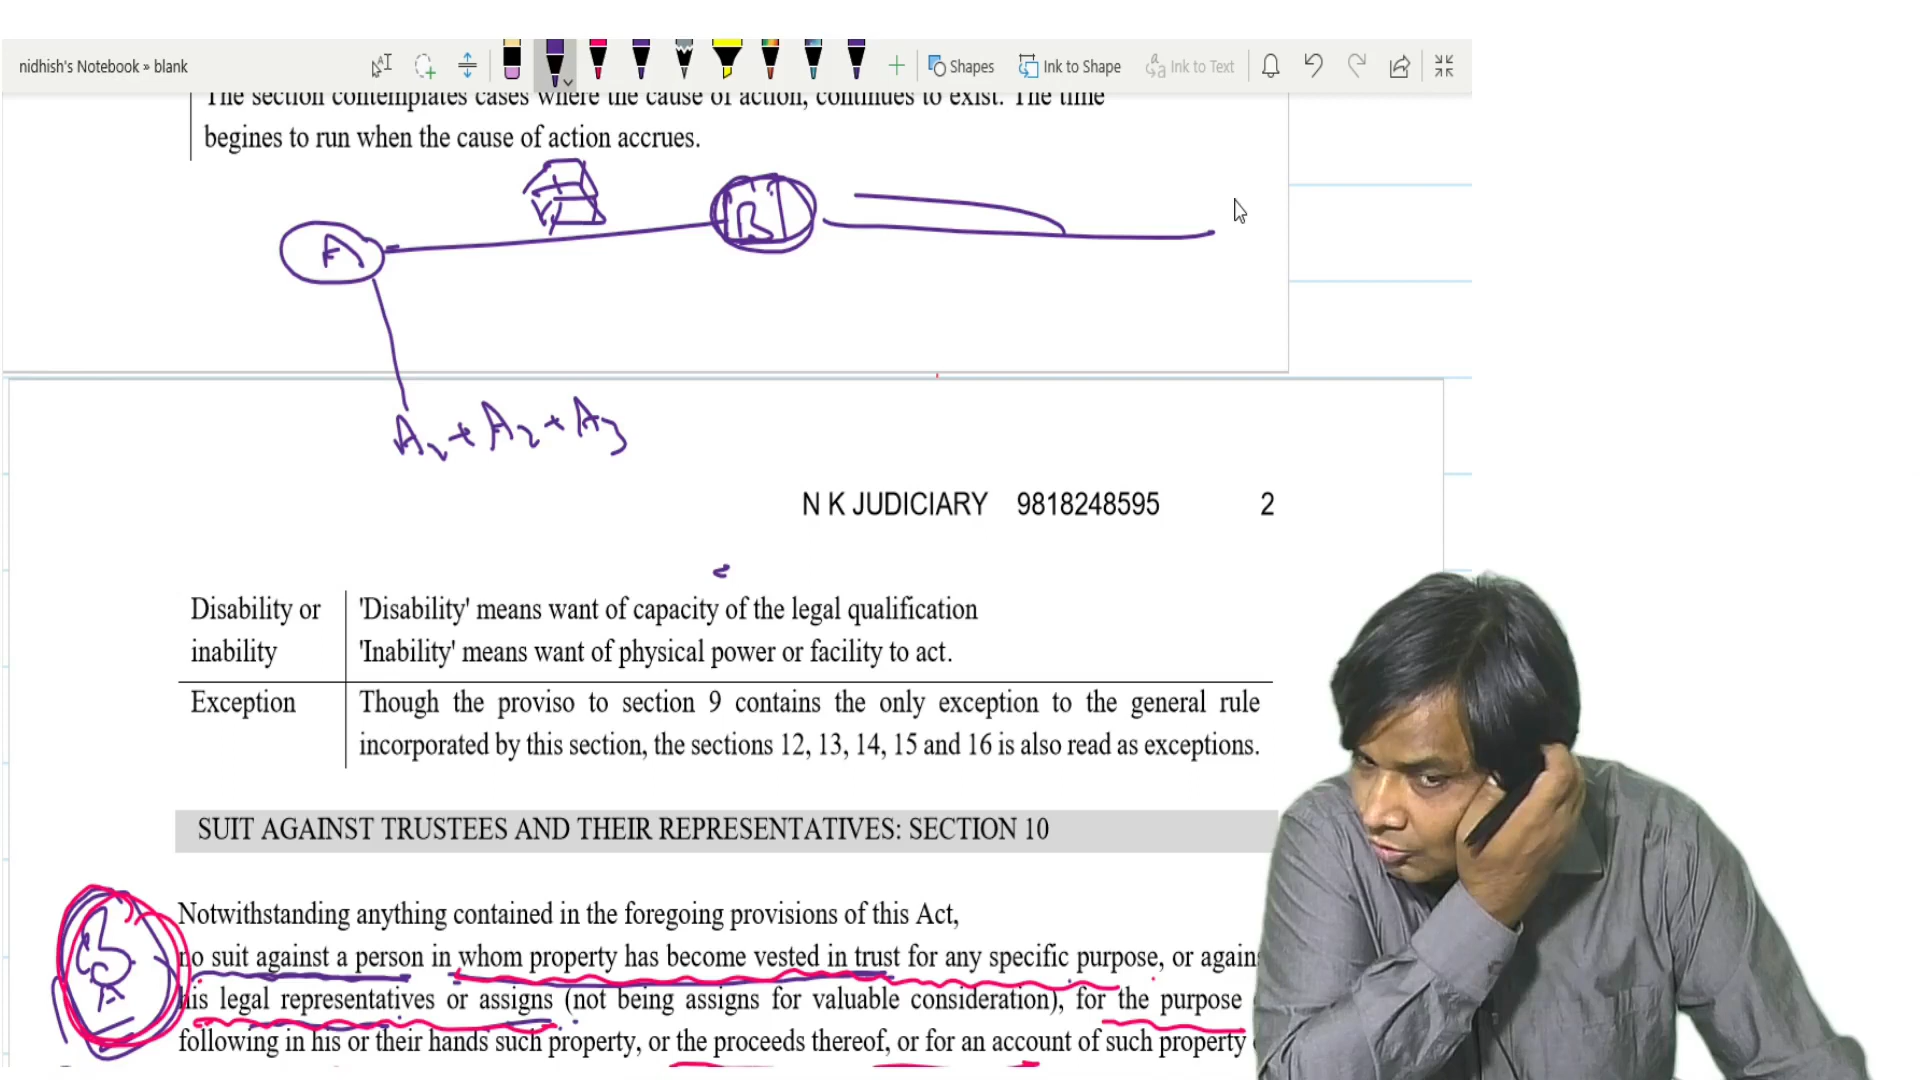 nidhish's Notebook » blank
Shapes
Ink to Shape
Ink to Text
The section contemplates cases where the cause of action, continues to exist. The time
begines to run when the cause of action accrues.
A
B
A1 + A2 + A3
N K JUDICIARY 9818248595 2
Disability or inability
'Disability' means want of capacity of the legal qualification
'Inability' means want of physical power or facility to act.
Exception
Though the proviso to section 9 contains the only exception to the general rule
incorporated by this section, the sections 12, 13, 14, 15 and 16 is also read as exceptions.
SUIT AGAINST TRUSTEES AND THEIR REPRESENTATIVES: SECTION 10
Notwithstanding anything contained in the foregoing provisions of this Act,
no suit against a person in whom property has become vested in trust for any specific purpose, or
his legal representatives or assigns (not being assigns for valuable consideration), for the purpose
following in his or their hands such property, or the proceeds thereof, or for an account of such property